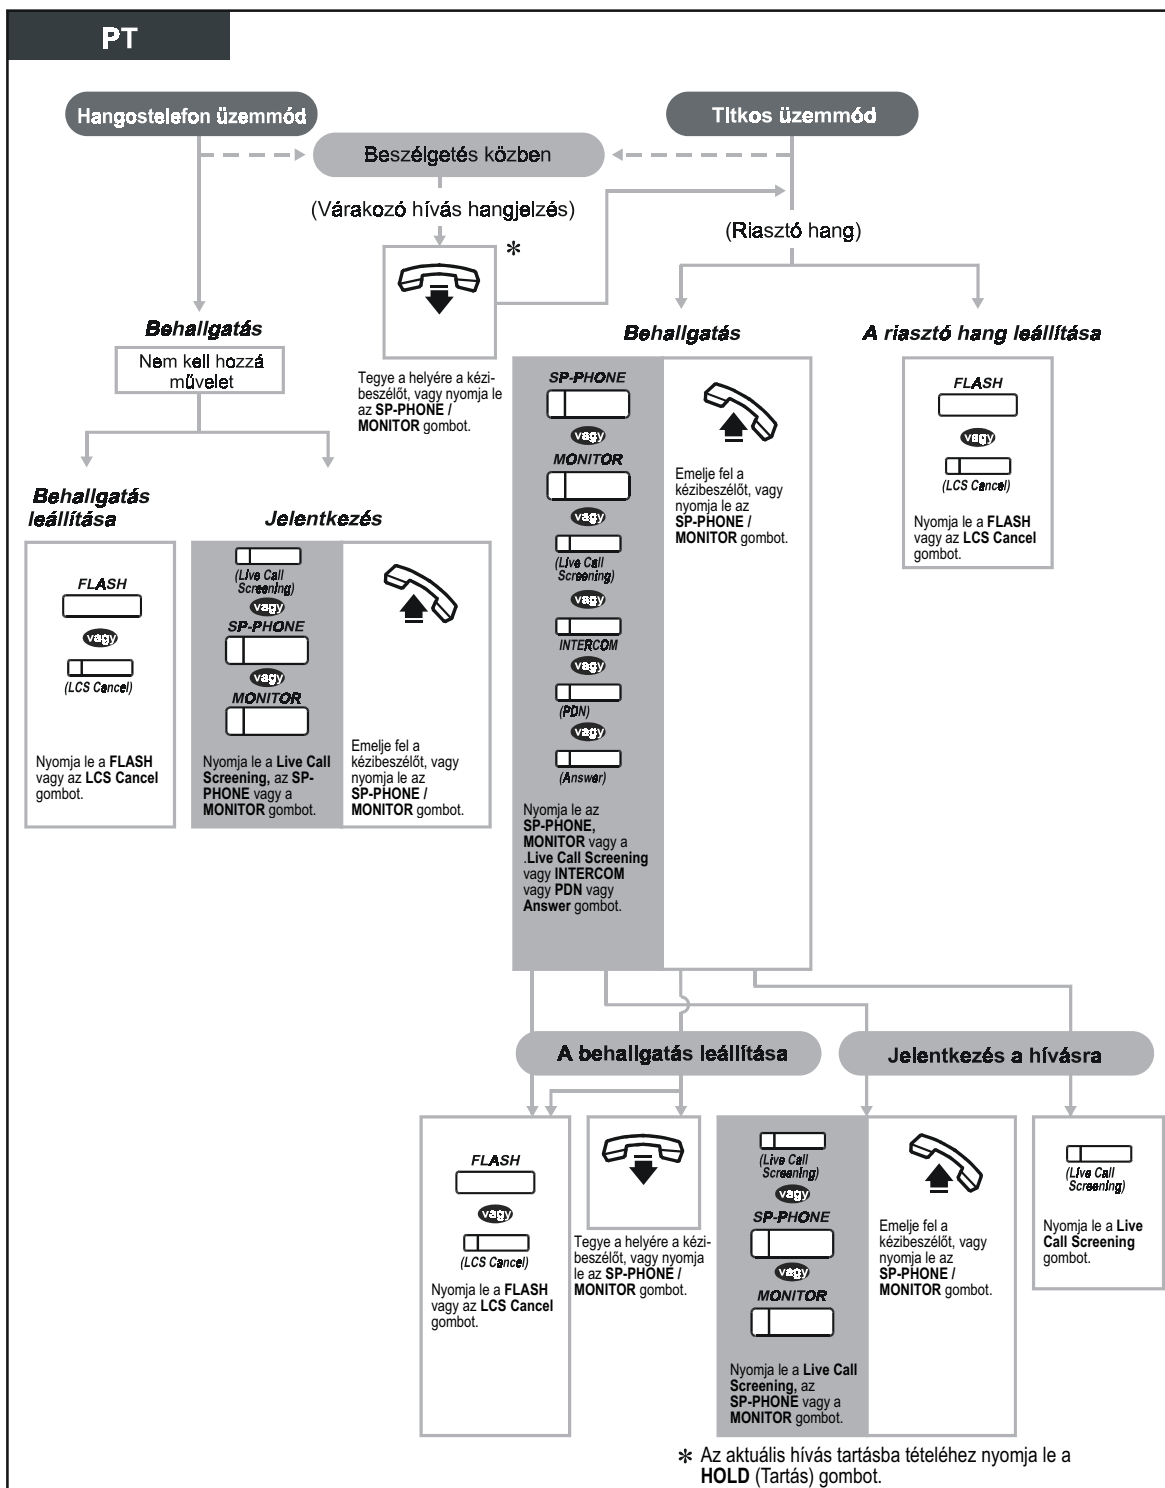 PT
Hangostelefon üzemmód
TItkos üzemmód
Beszélgetés közben
(Várakozó hívás hangjelzés)
(Riasztó hang)
*
Behallgatás
Nem kell hozzá
művelet
Tegye a helyére a kézi-
beszélőt, vagy nyomja le
az SP-PHONE /
MONITOR gombot.
Behallgatás
A riasztó hang leállítása
SP-PHONE
vagy
MONITOR
vagy
(Live Call
Screening)
vagy
INTERCOM
vagy
(PDN)
vagy
(Answer)
Nyomja le az
SP-PHONE,
MONITOR vagy a
.Live Call Screening
vagy INTERCOM
vagy PDN vagy
Answer gombot.
Emelje fel a
kézibeszélőt, vagy
nyomja le az
SP-PHONE /
MONITOR gombot.
FLASH
vagy
(LCS Cancel)
Nyomja le a FLASH
vagy az LCS Cancel
gombot.
Behallgatás
leállítása
Jelentkezés
FLASH
vagy
(LCS Cancel)
Nyomja le a FLASH
vagy az LCS Cancel
gombot.
(Live Call
Screening)
vagy
SP-PHONE
vagy
MONITOR
Nyomja le a Live Call
Screening, az SP-
PHONE vagy a
MONITOR gombot.
Emelje fel a
kézibeszélőt, vagy
nyomja le az
SP-PHONE /
MONITOR gombot.
A behallgatás leállítása
Jelentkezés a hívásra
FLASH
vagy
(LCS Cancel)
Nyomja le a FLASH
vagy az LCS Cancel
gombot.
Tegye a helyére a kézi-
beszélőt, vagy nyomja
le az SP-PHONE /
MONITOR gombot.
(Live Call
Screening)
vagy
SP-PHONE
vagy
MONITOR
Nyomja le a Live Call
Screening, az
SP-PHONE vagy a
MONITOR gombot.
Emelje fel a
kézibeszélőt, vagy
nyomja le az
SP-PHONE /
MONITOR gombot.
(Live Call
Screening)
Nyomja le a Live
Call Screening
gombot.
* Az aktuális hívás tartásba tételéhez nyomja le a
HOLD (Tartás) gombot.